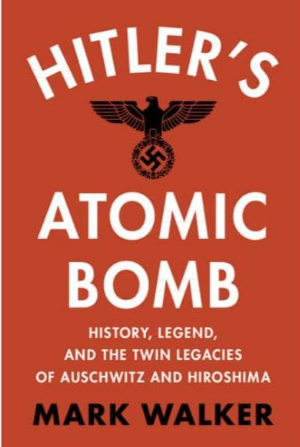 HITLER'S
ATOMIC
BOMB
HISTORY, LEGEND,
AND THE TWIN LEGACIES
OF AUSCHWITZ AND HIROSHIMA
MARK WALKER